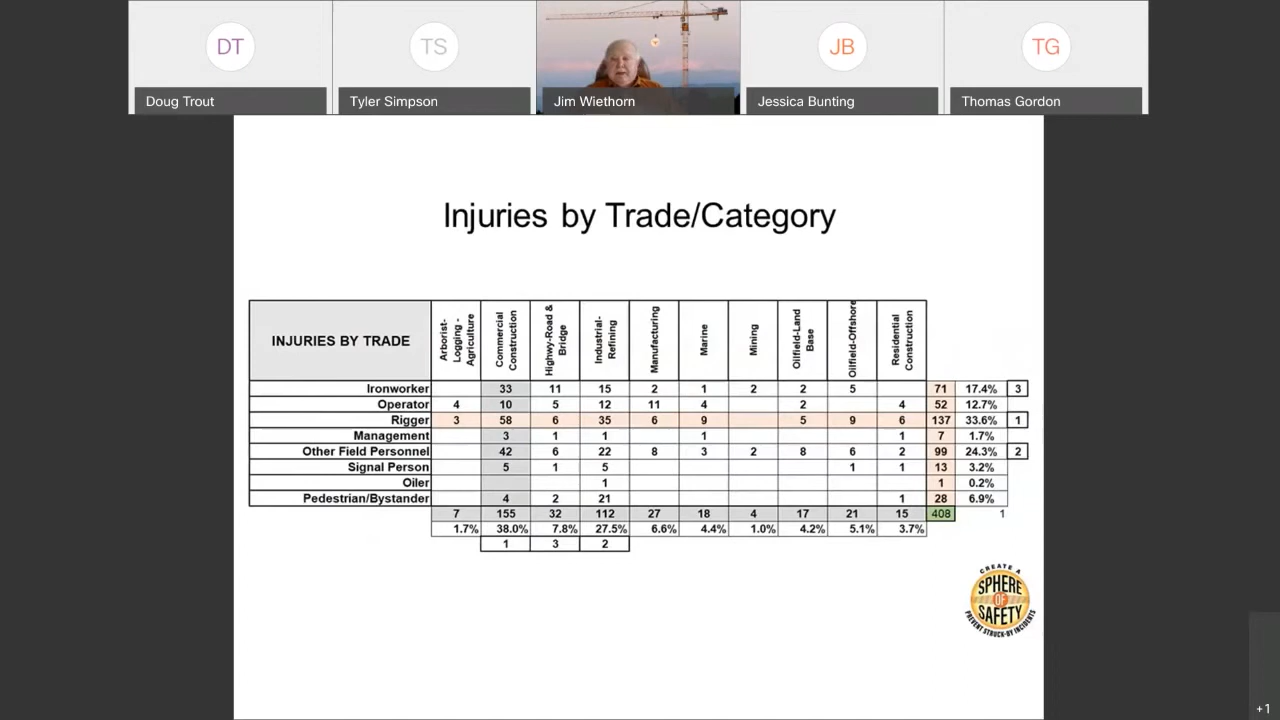 DT
TS
JB
TG
Doug Trout
Tyler Simpson
Jim Wiethorn
Jessica Bunting
Thomas Gordon
Injuries by Trade/Category
INJURIES BY TRADE
Arborist-
Logging -
Agriculture
Commercial
Construction
Highwy-Road &
Bridge
Industrial-
Refining
Manufacturing
Marine
Mining
Oilfield-Land
Base
Oilfield-Offshore
Residential
Construction
Ironworker 33 11 15 2 1 2 2 5 71 17.4% 3
Operator 4 10 5 12 11 4 2 4 52 12.7%
Rigger 3 58 6 35 6 9 5 9 6 137 33.6% 1
Management 3 1 1 1 1 7 1.7%
Other Field Personnel 42 6 22 8 3 2 8 6 2 99 24.3% 2
Signal Person 5 1 5 1 1 13 3.2%
Oiler 1 1 0.2%
Pedestrian/Bystander 4 2 21 1 28 6.9%
7 155 32 112 27 18 4 17 21 15 408 1
1.7% 38.0% 7.8% 27.5% 6.6% 4.4% 1.0% 4.2% 5.1% 3.7%
1 3 2
CREATE A
SPHERE
OF
SAFETY
PREVENT STRUCK-BY INCIDENTS
+1